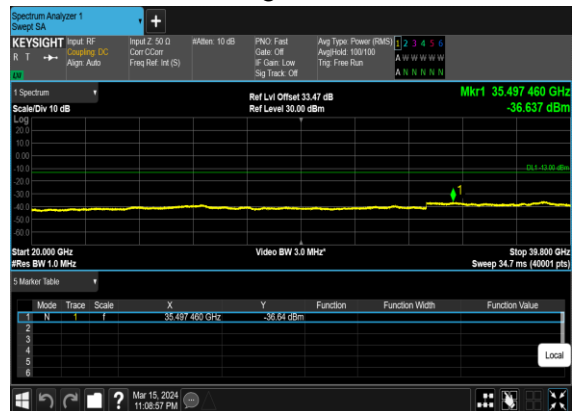 Spectrum Analyzer 1
Swept SA
KEYSIGHT Input: RF Input Z: 50 Ω #Atten: 10 dB PNO: Fast Avg Type: Power (RMS) 1 2 3 4 5 6
R T Coupling: DC Corr CCorr Gate: Off Avg|Hold: 100/100 A W W W W W
Align: Auto Freq Ref: Int (S) IF Gain: Low Trig: Free Run
Sig Track: Off A N N N N N
1 Spectrum Ref Lvl Offset 33.47 dB Mkr1 35.497 460 GHz
Scale/Div 10 dB Ref Level 30.00 dBm -36.637 dBm
Log
20.0
10.0
0.00
-10.0 DL1 -13.00 dBm
-20.0
-30.0 1
-40.0
-50.0
-60.0
Start 20.000 GHz Video BW 3.0 MHz* Stop 39.800 GHz
#Res BW 1.0 MHz Sweep 34.7 ms (40001 pts)
5 Marker Table
Mode Trace Scale X Y Function Function Width Function Value
1 N 1 f 35.497 460 GHz -36.64 dBm
2
3
4
5
6
Local
? Mar 15, 2024
11:08:57 PM